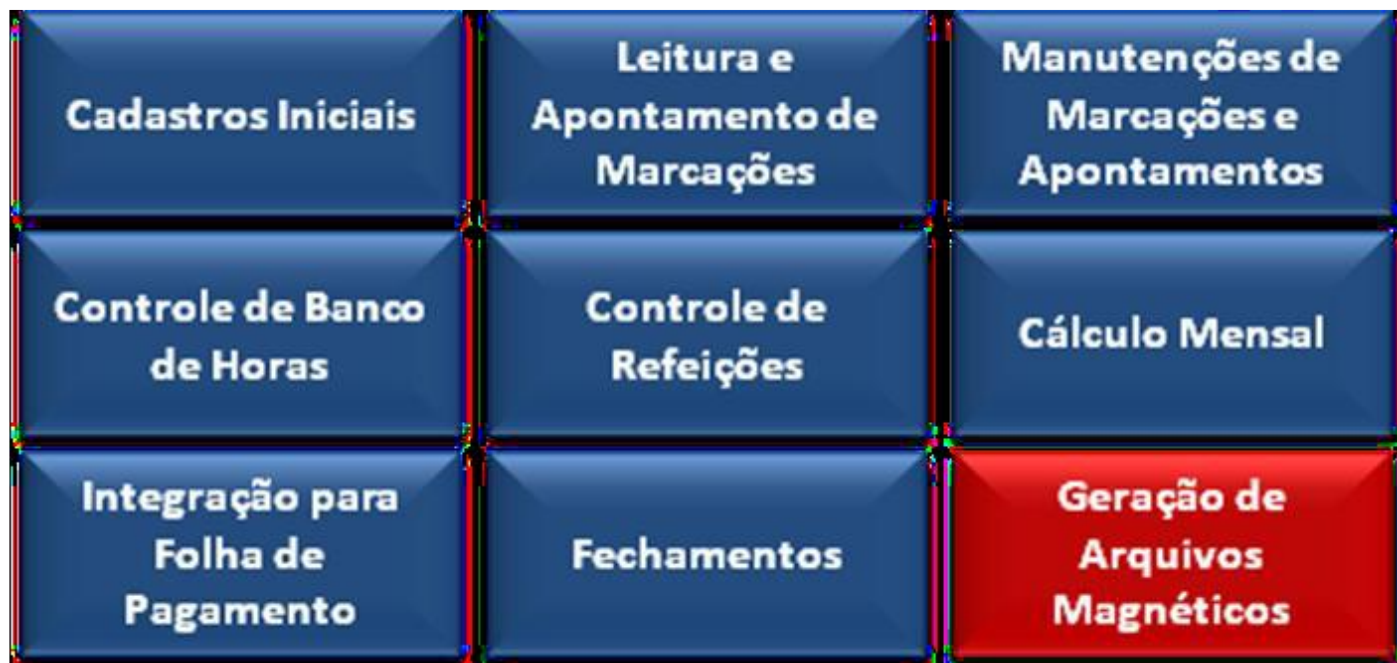 Cadastros Iniciais
Leitura e
Apontamento de
Marcações
Manutenções de
Marcações e
Apontamentos
Controle de Banco
de Horas
Controle de
Refeições
Cálculo Mensal
Integração para
Folha de
Pagamento
Fechamentos
Geração de
Arquivos
Magnéticos